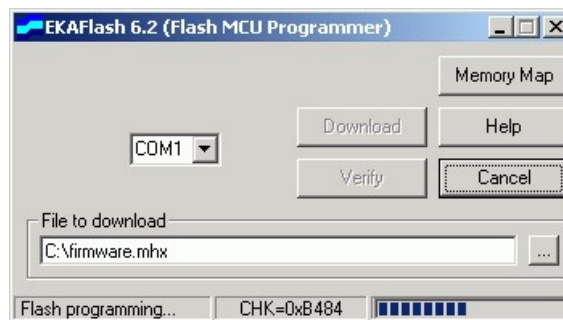 EKAFlash 6.2 (Flash MCU Programmer)
Memory Map
COM1
Download
Help
Verify
Cancel
File to download
C:\firmware.mhx
...
Flash programming...
CHK=0xB484